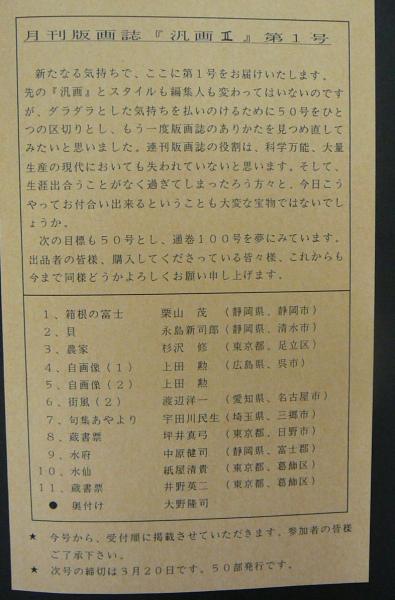 月刊版画誌『汎画Ⅱ』第１号
新たなる気持ちで、ここに第１号をお届けいたします。
先の『汎画』とスタイルも編集人も変わってはいないのです
が、ダラダラとした気持ちを払いのけるために５０号をひと
つの区切りとし、もう一度版画誌のありかたを見つめ直して
みたいと思いました。連刊版画誌の役割は、科学万能、大量
生産の現代においても失われていないと思います。そして、
生涯出合うことがなく過ぎてしまったろう方々と、今日こう
やってお付合い出来るということも大変な宝物ではないでし
ょうか。
次の目標も５０号とし、通巻１００号を夢にみています。
出品者の皆様、購入してくださっている皆々様、これからも
今まで同様どうかよろしくお願い申し上げます。
１、箱根の富士　栗山　茂　（静岡県、静岡市）
２、貝　永島新司郎（静岡県、清水市）
３、農家　杉沢　修　（東京都、足立区）
４、自画像（１）　上田　勲　（広島県、呉市）
５、自画像（２）　上田　勲
６、街風（２）　渡辺洋一　（愛知県、名古屋市）
７、句集あやより　宇田川民生（埼玉県、三郷市）
８、蔵書票　坪井真弓　（東京都、日野市）
９、水府　中原健司　（静岡県、富士郡）
１０、水仙　紙屋清貴　（東京都、葛飾区）
１１、蔵書票　井野英二　（東京都、葛飾区）
●　奥付け　大野隆司
★　今号から、受付順に掲載させていただきます、参加者の皆様
ご了承下さい。
★　次号の締切は３月２０日です。５０部発行です。